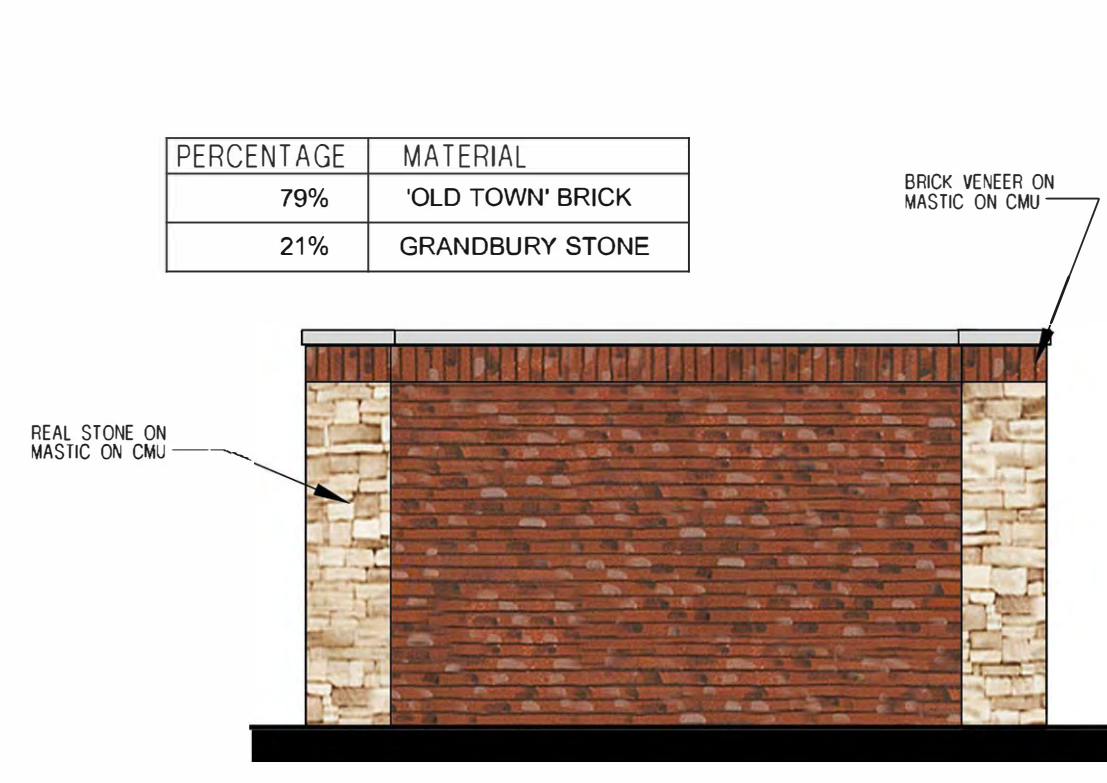 PERCENTAGE MATERIAL
79% 'OLD TOWN' BRICK
21% GRANDBURY STONE
BRICK VENEER ON
MASTIC ON CMU
REAL STONE ON
MASTIC ON CMU